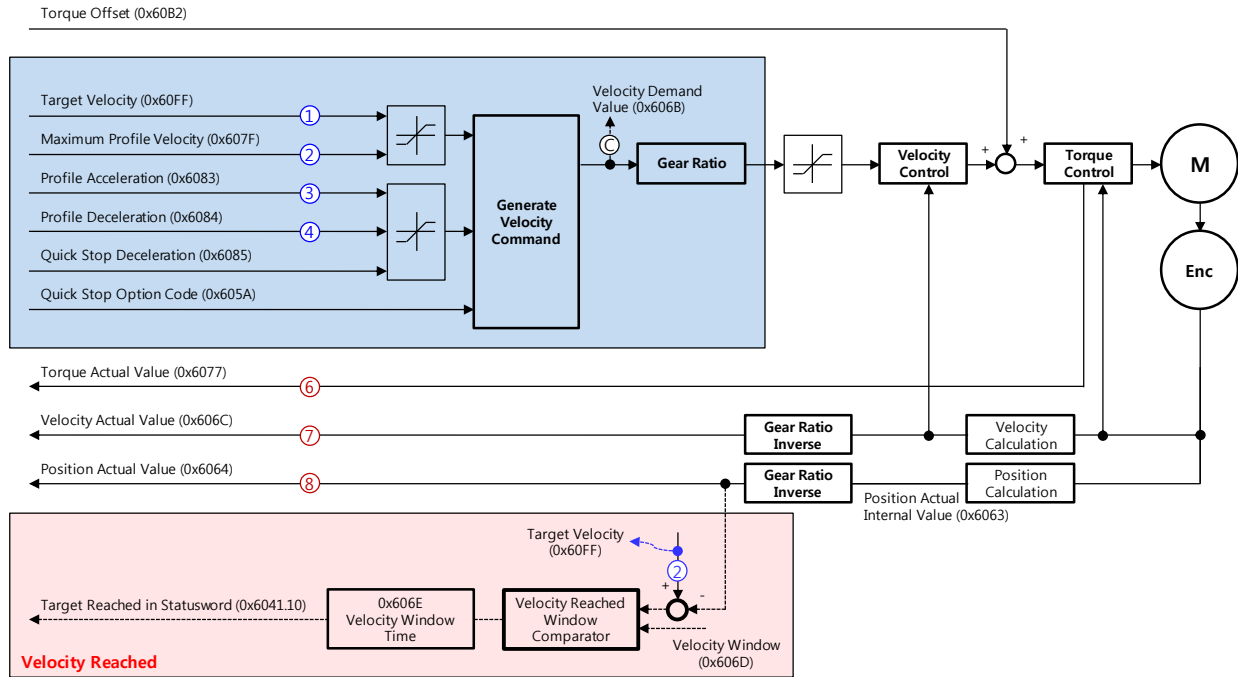 Torque Offset (0x60B2)
Target Velocity (0x60FF)
1
Maximum Profile Velocity (0x607F)
2
Profile Acceleration (0x6083)
3
Profile Deceleration (0x6084)
4
Quick Stop Deceleration (0x6085)
Quick Stop Option Code (0x605A)
Generate
Velocity
Command
Velocity Demand
Value (0x606B)
C
Gear Ratio
Velocity
Control
+
+
Torque
Control
M
Enc
Torque Actual Value (0x6077)
6
Velocity Actual Value (0x606C)
7
Gear Ratio
Inverse
Velocity
Calculation
Position Actual Value (0x6064)
8
Gear Ratio
Inverse
Position Actual
Internal Value (0x6063)
Position
Calculation
Target Velocity
(0x60FF)
2
+
-
Target Reached in Statusword (0x6041.10)
0x606E
Velocity Window
Time
Velocity Reached
Window
Comparator
Velocity Window
(0x606D)
Velocity Reached